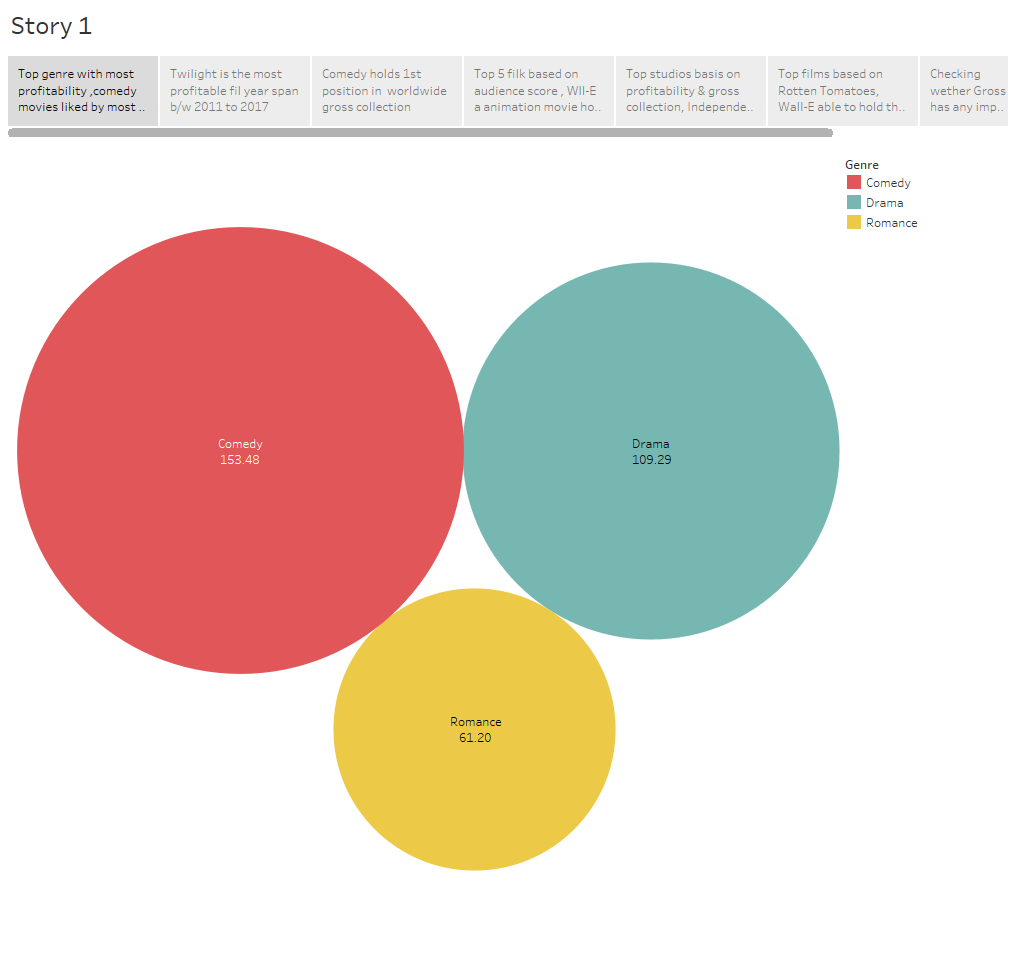 Story 1
Top genre with most
profitability ,comedy
movies liked by most ..
Twilight is the most
profitable fil year span
b/w 2011 to 2017
Comedy holds 1st
position in  worldwide
gross collection
Top 5 filk based on
audience score , Wll-E
a animation movie ho..
Top studios basis on
profitability & gross
collection, Independe..
Top films based on
Rotten Tomatoes,
Wall-E able to hold th..
Checking
wether Gross
has any imp..
Genre
Comedy
Drama
Romance
Comedy
153.48
Drama
109.29
Romance
61.20